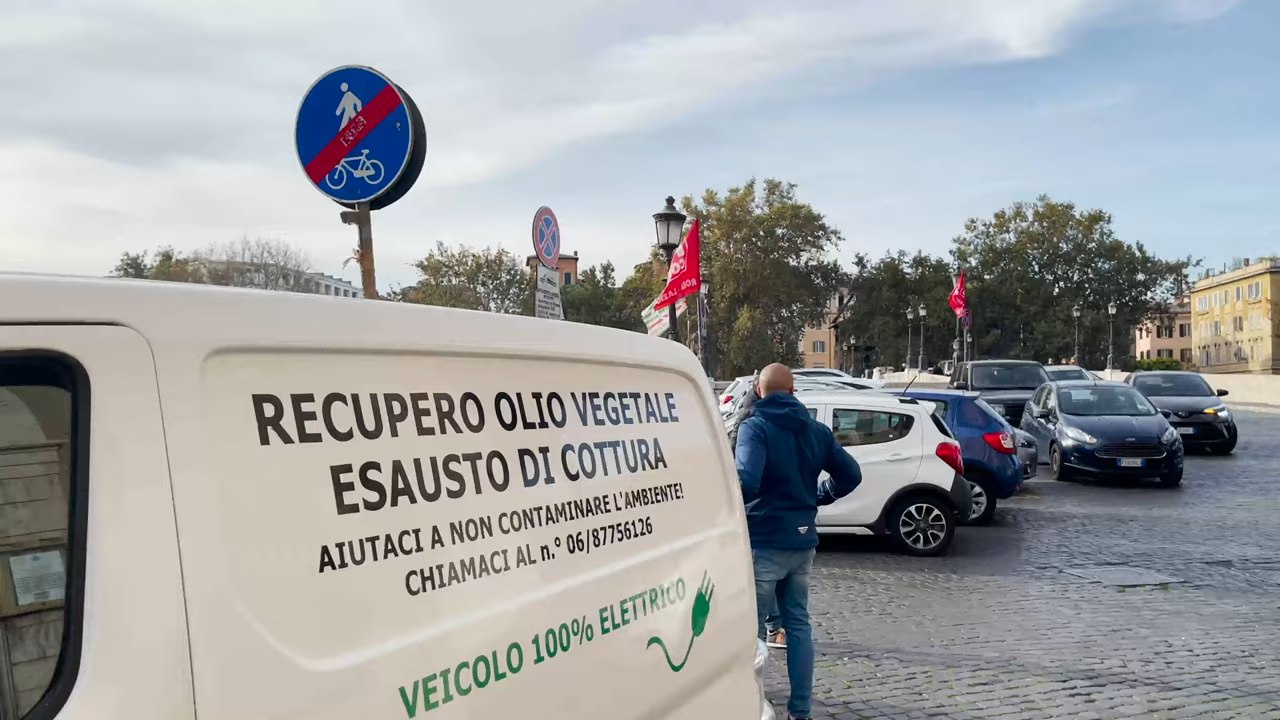 RECUPERO OLIO VEGETALE
ESAUSTO DI COTTURA
AIUTACI A NON CONTAMINARE L'AMBIENTE!
CHIAMACI AL n.° 06/87756126
VEICOLO 100% ELETTRICO